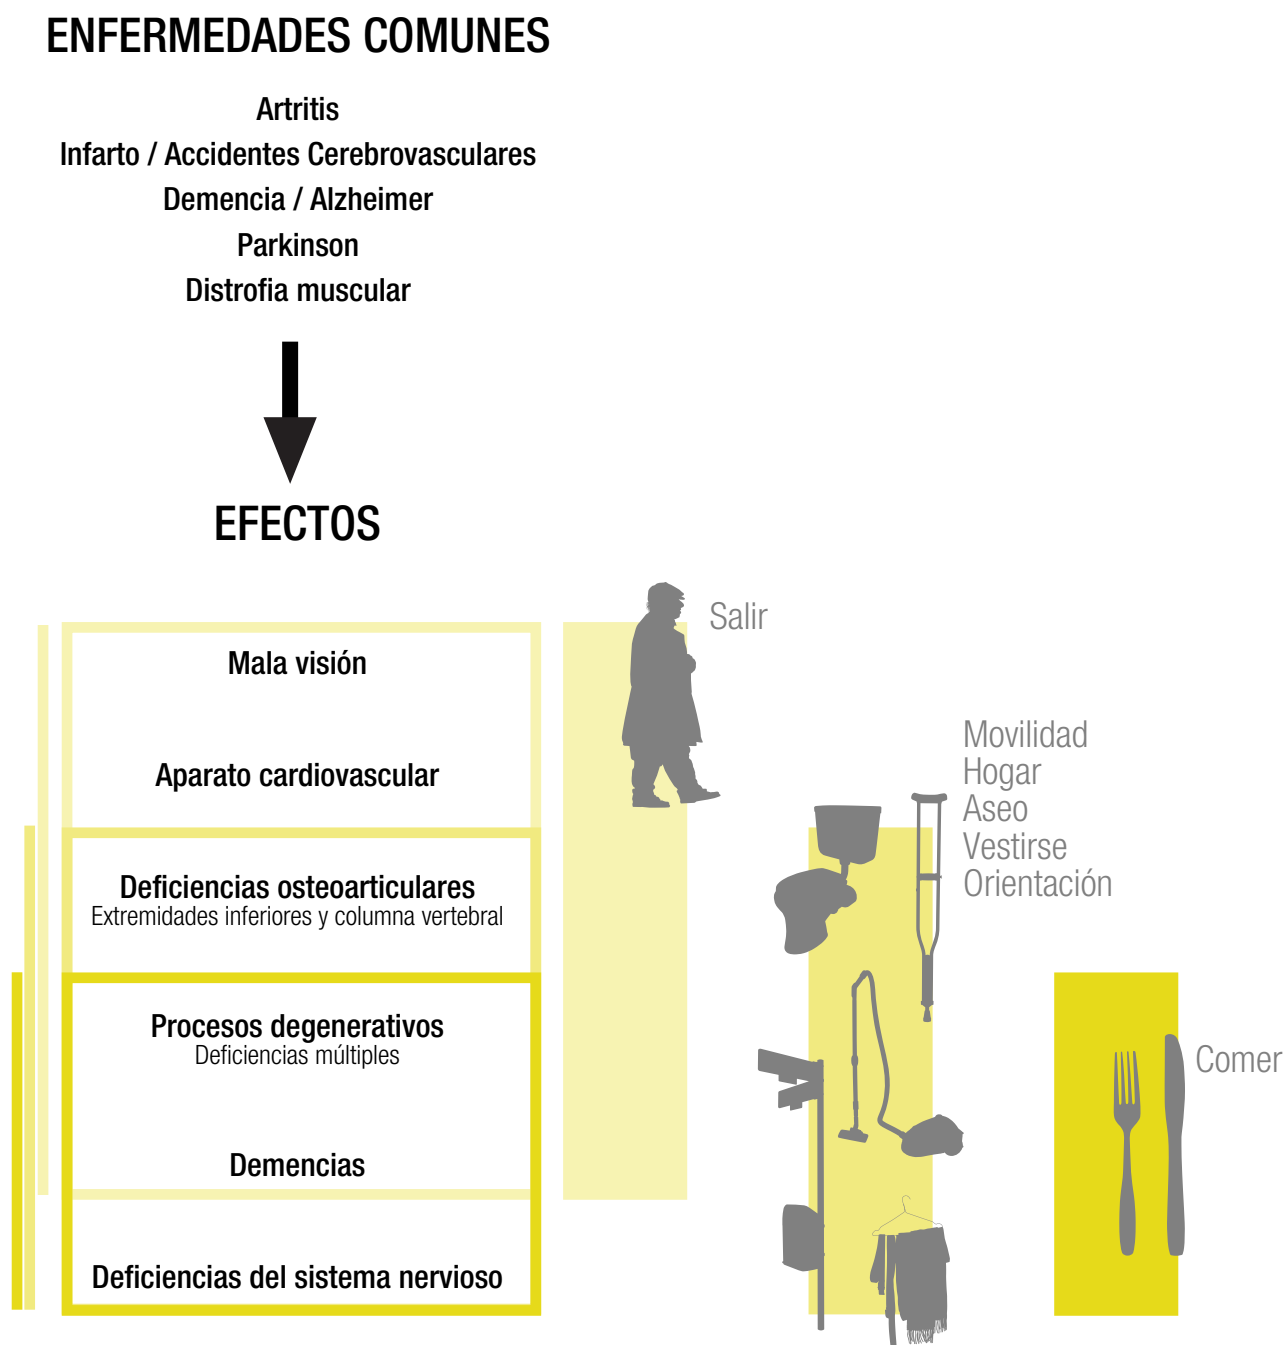 ENFERMEDADES COMUNES
Artritis
Infarto / Accidentes Cerebrovasculares
Demencia / Alzheimer
Parkinson
Distrofia muscular
EFECTOS
Salir
Mala visión
Aparato cardiovascular
Movilidad
Hogar
Aseo
Vestirse
Orientación
Deficiencias osteoarticulares
Extremidades inferiores y columna vertebral
Procesos degenerativos
Deficiencias múltiples
Comer
Demencias
Deficiencias del sistema nervioso